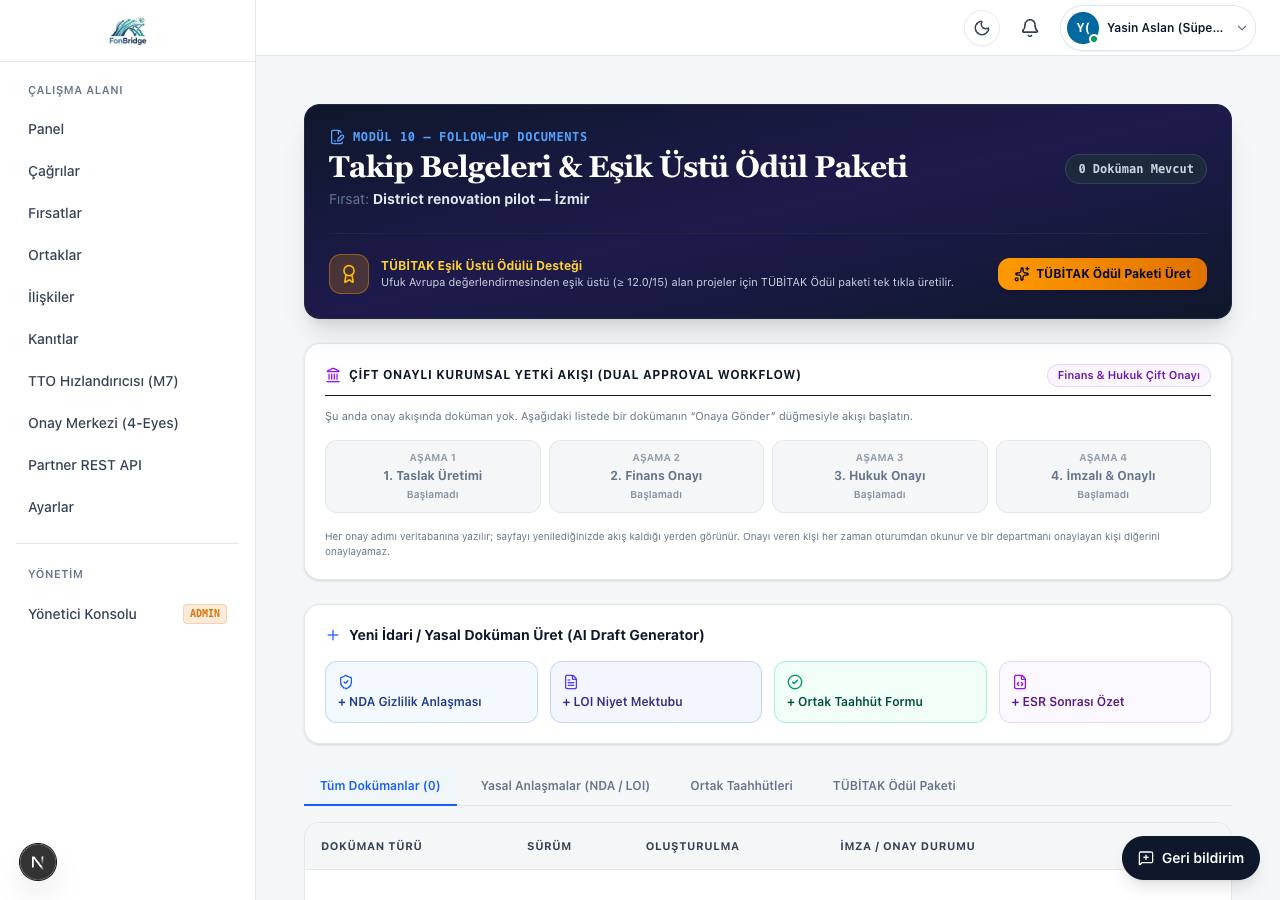 FonBridge
Y(
Yasin Aslan (Süpe...
ÇALIŞMA ALANI
Panel
Çağrılar
Fırsatlar
Ortaklar
İlişkiler
Kanıtlar
TTO Hızlandırıcısı (M7)
Onay Merkezi (4-Eyes)
Partner REST API
Ayarlar
YÖNETİM
Yönetici Konsolu
ADMIN
N
MODÜL 10 — FOLLOW-UP DOCUMENTS
Takip Belgeleri & Eşik Üstü Ödül Paketi
Fırsat: District renovation pilot — İzmir
0 Doküman Mevcut
TÜBİTAK Eşik Üstü Ödülü Desteği
Ufuk Avrupa değerlendirmesinden eşik üstü (≥ 12.0/15) alan projeler için TÜBİTAK Ödül paketi tek tıkla üretilir.
TÜBİTAK Ödül Paketi Üret
ÇİFT ONAYLI KURUMSAL YETKİ AKIŞI (DUAL APPROVAL WORKFLOW)
Finans & Hukuk Çift Onayı
Şu anda onay akışında doküman yok. Aşağıdaki listede bir dokümanın “Onaya Gönder” düğmesiyle akışı başlatın.
AŞAMA 1
1. Taslak Üretimi
Başlamadı
AŞAMA 2
2. Finans Onayı
Başlamadı
AŞAMA 3
3. Hukuk Onayı
Başlamadı
AŞAMA 4
4. İmzalı & Onaylı
Başlamadı
Her onay adımı veritabanına yazılır; sayfayı yenilediğinizde akış kaldığı yerden görünür. Onayı veren kişi her zaman oturumdan okunur ve bir departmanı onaylayan kişi diğerini
onaylayamaz.
Yeni İdari / Yasal Doküman Üret (AI Draft Generator)
+ NDA Gizlilik Anlaşması
+ LOI Niyet Mektubu
+ Ortak Taahhüt Formu
+ ESR Sonrası Özet
Tüm Dokümanlar (0)
Yasal Anlaşmalar (NDA / LOI)
Ortak Taahhütleri
TÜBİTAK Ödül Paketi
DOKÜMAN TÜRÜ
SÜRÜM
OLUŞTURULMA
İMZA / ONAY DURUMU
Geri bildirim